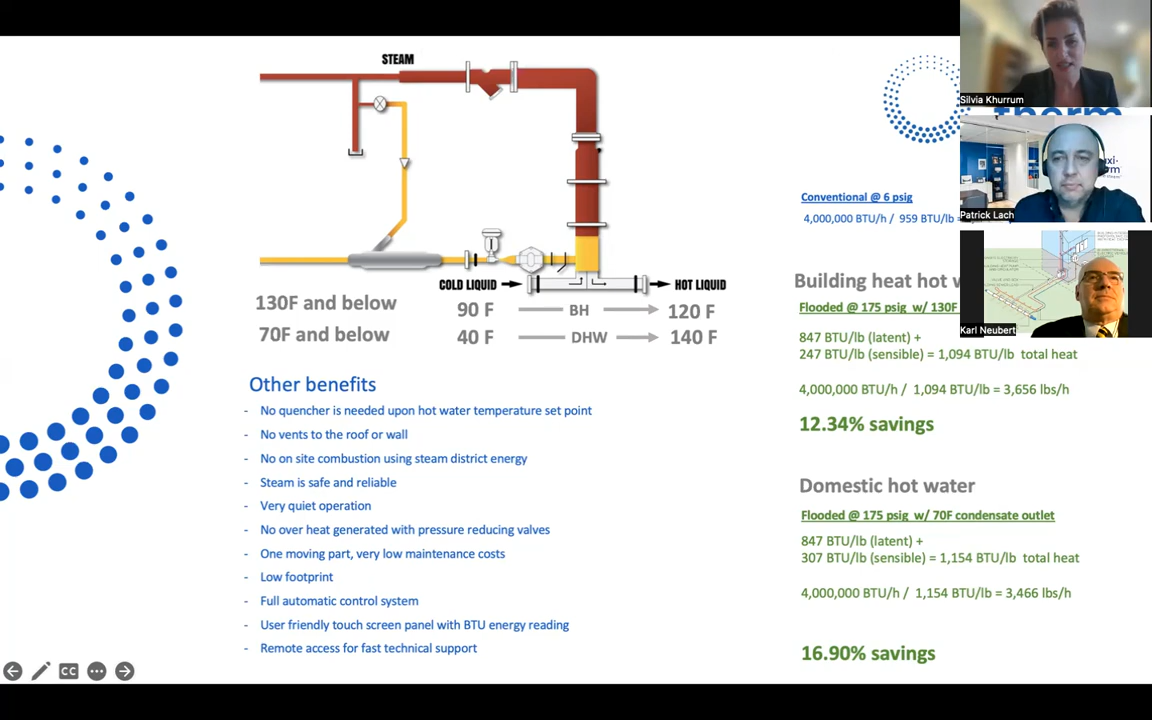 STEAM
COLD LIQUID
HOT LIQUID
130F and below
90 F
BH
120 F
70F and below
40 F
DHW
140 F
Other benefits
- No quencher is needed upon hot water temperature set point
- No vents to the roof or wall
- No on site combustion using steam district energy
- Steam is safe and reliable
- Very quiet operation
- No over heat generated with pressure reducing valves
- One moving part, very low maintenance costs
- Low footprint
- Full automatic control system
- User friendly touch screen panel with BTU energy reading
- Remote access for fast technical support
Conventional @ 6 psig
4,000,000 BTU/h / 959 BTU/lb =
Building heat hot w
Flooded @ 175 psig w/ 130F
847 BTU/lb (latent) +
247 BTU/lb (sensible) = 1,094 BTU/lb total heat
4,000,000 BTU/h / 1,094 BTU/lb = 3,656 lbs/h
12.34% savings
Domestic hot water
Flooded @ 175 psig w/ 70F condensate outlet
847 BTU/lb (latent) +
307 BTU/lb (sensible) = 1,154 BTU/lb total heat
4,000,000 BTU/h / 1,154 BTU/lb = 3,466 lbs/h
16.90% savings
Silvia Khurrum
Patrick Lach
Karl Neubert
CC